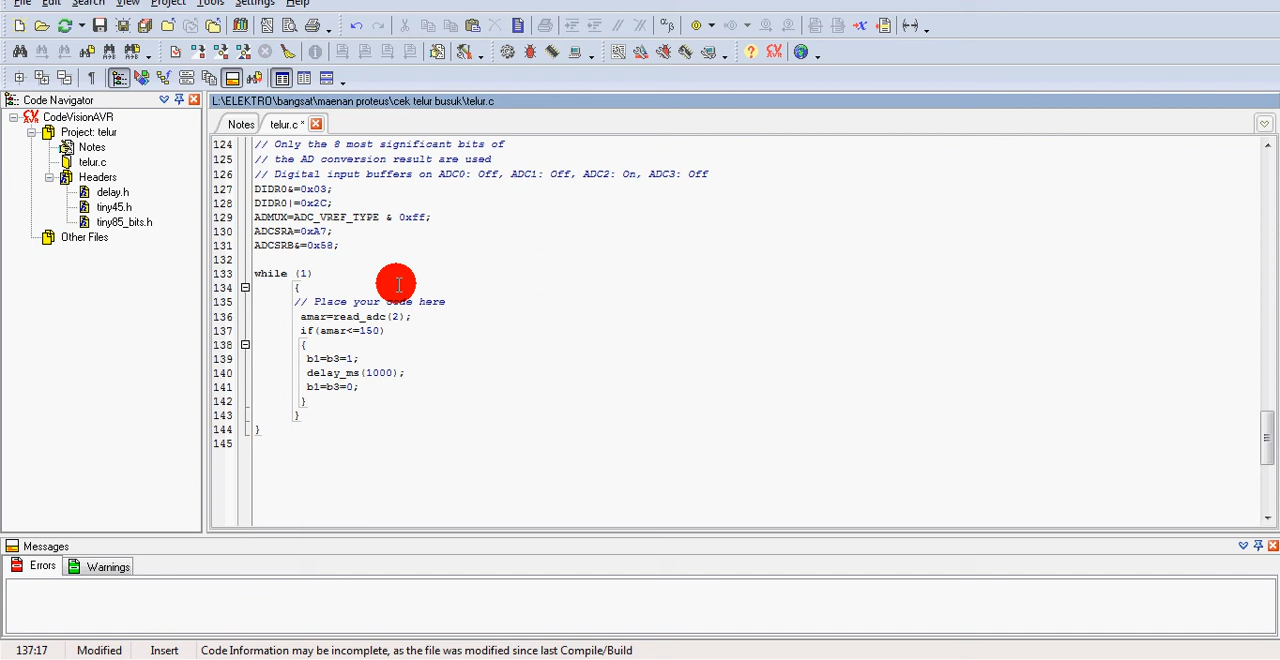 File Edit Search View Project Tools Settings Help
Code Navigator
CodeVisionAVR
Project: telur
Notes
telur.c
Headers
delay.h
tiny45.h
tiny85_bits.h
Other Files
L:\ELEKTRO\bangsat\maenan proteus\cek telur busuk\telur.c
Notes telur.c *
124 // Only the 8 most significant bits of
125 // the AD conversion result are used
126 // Digital input buffers on ADC0: Off, ADC1: Off, ADC2: On, ADC3: Off
127 DIDR0&=0x03;
128 DIDR0|=0x2C;
129 ADMUX=ADC_VREF_TYPE & 0xff;
130 ADCSRA=0xA7;
131 ADCSRB&=0x58;
132
133 while (1)
134 {
135 // Place your code here
136 amar=read_adc(2);
137 if(amar<=150)
138 {
139 b1=b3=1;
140 delay_ms(1000);
141 b1=b3=0;
142 }
143 }
144 }
145
Messages
Errors Warnings
137:17 Modified Insert Code Information may be incomplete, as the file was modified since last Compile/Build